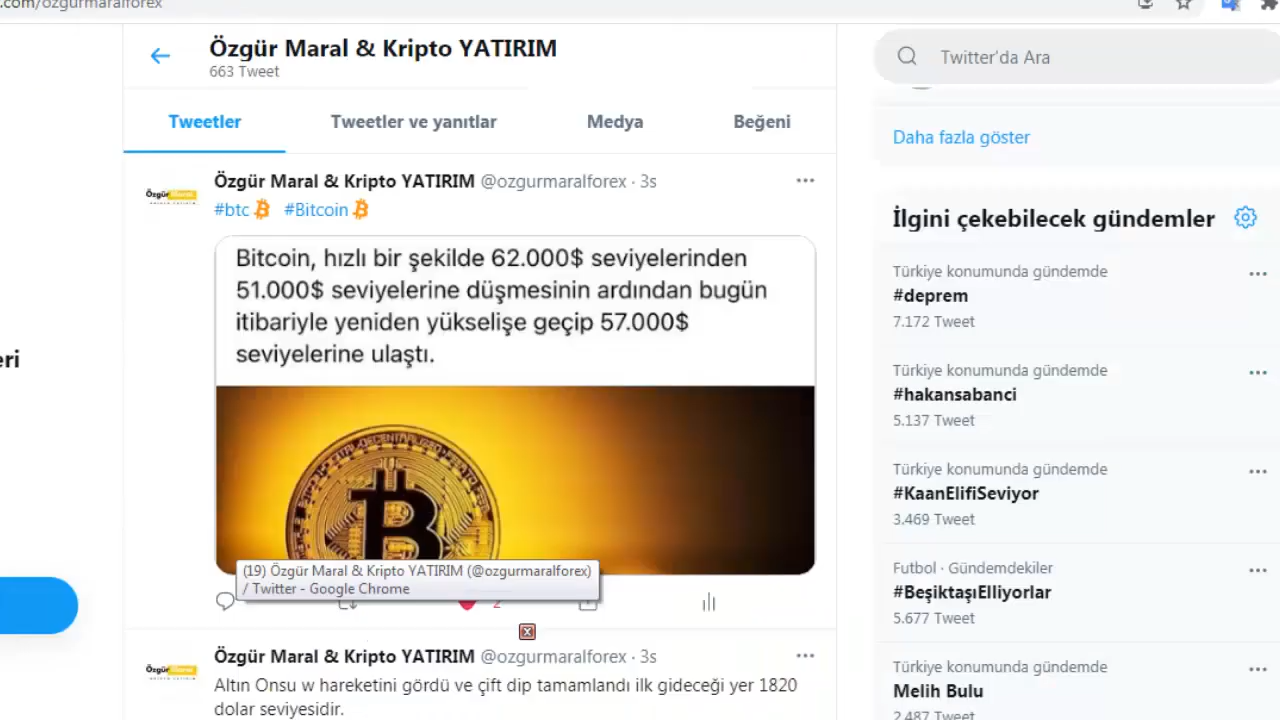 .com/ozgurmaralforex
Özgür Maral & Kripto YATIRIM
663 Tweet
Tweetler
Tweetler ve yanıtlar
Medya
Beğeni
Özgür Maral & Kripto YATIRIM @ozgurmaralforex · 3s
#btc #Bitcoin
Bitcoin, hızlı bir şekilde 62.000$ seviyelerinden
51.000$ seviyelerine düşmesinin ardından bugün
itibariyle yeniden yükselişe geçip 57.000$
seviyelerine ulaştı.
(19) Özgür Maral & Kripto YATIRIM (@ozgurmaralforex)
/ Twitter - Google Chrome
2
Özgür Maral & Kripto YATIRIM @ozgurmaralforex · 3s
Altın Onsu w hareketini gördü ve çift dip tamamlandı ilk gideceği yer 1820
dolar seviyesidir.
eri
Twitter'da Ara
Daha fazla göster
İlgini çekebilecek gündemler
Türkiye konumunda gündemde
#deprem
7.172 Tweet
Türkiye konumunda gündemde
#hakansabanci
5.137 Tweet
Türkiye konumunda gündemde
#KaanElifiSeviyor
3.469 Tweet
Futbol · Gündemdekiler
#BeşiktaşıElliyorlar
5.677 Tweet
Türkiye konumunda gündemde
Melih Bulu
2.487 Tweet